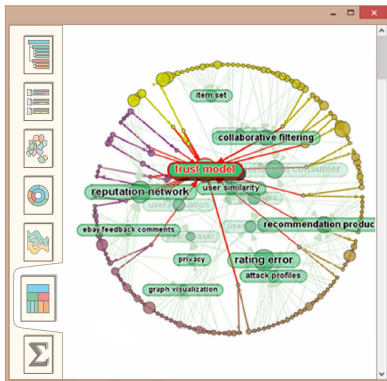 item set
collaborative filtering
trust model
consumer
reputation network
user similarity
ebay feedback comments
recommendation produc
privacy
rating error
attack profiles
graph visualization
Σ